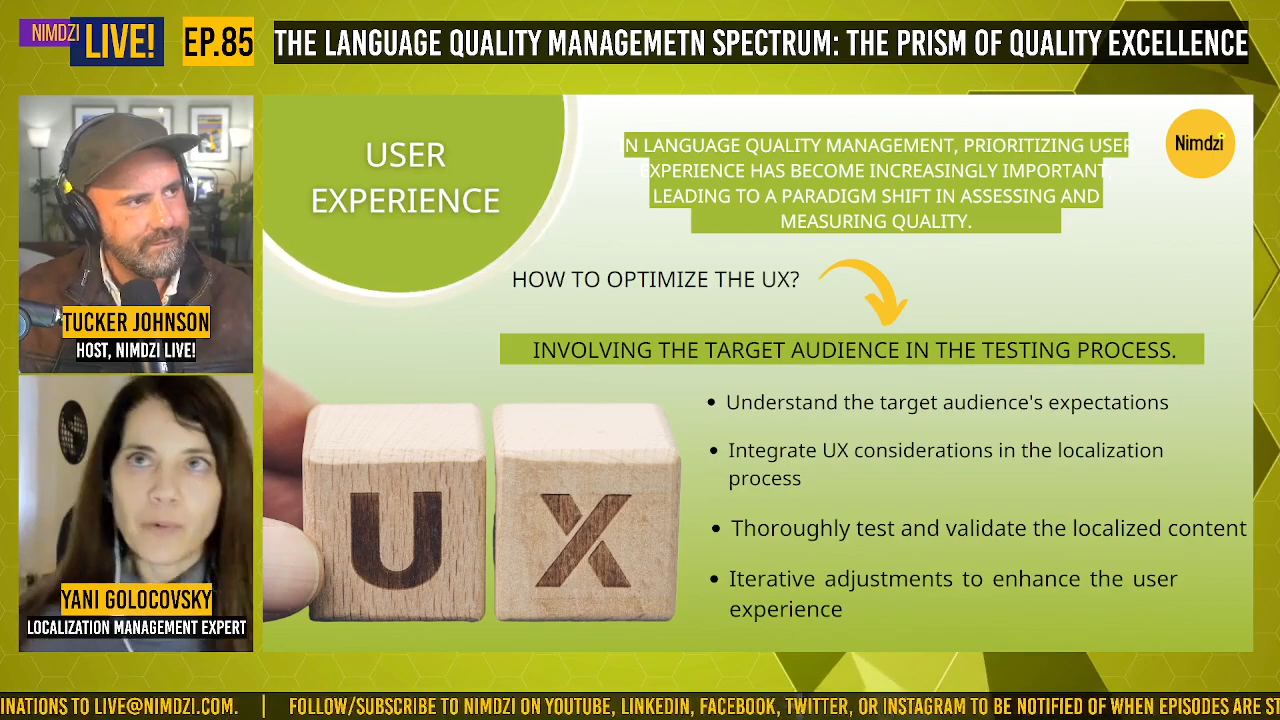 NIMDZI LIVE! EP.85 THE LANGUAGE QUALITY MANAGEMETN SPECTRUM: THE PRISM OF QUALITY EXCELLENCE
USER
EXPERIENCE
IN LANGUAGE QUALITY MANAGEMENT, PRIORITIZING USER
EXPERIENCE HAS BECOME INCREASINGLY IMPORTANT,
LEADING TO A PARADIGM SHIFT IN ASSESSING AND
MEASURING QUALITY.
Nimdzi
HOW TO OPTIMIZE THE UX?
INVOLVING THE TARGET AUDIENCE IN THE TESTING PROCESS.
• Understand the target audience's expectations
• Integrate UX considerations in the localization
process
• Thoroughly test and validate the localized content
• Iterative adjustments to enhance the user
experience
U X
TUCKER JOHNSON
HOST, NIMDZI LIVE!
YANI GOLOCOVSKY
LOCALIZATION MANAGEMENT EXPERT
INATIONS TO LIVE@NIMDZI.COM. | FOLLOW/SUBSCRIBE TO NIMDZI ON YOUTUBE, LINKEDIN, FACEBOOK, TWITTER, OR INSTAGRAM TO BE NOTIFIED OF WHEN EPISODES ARE